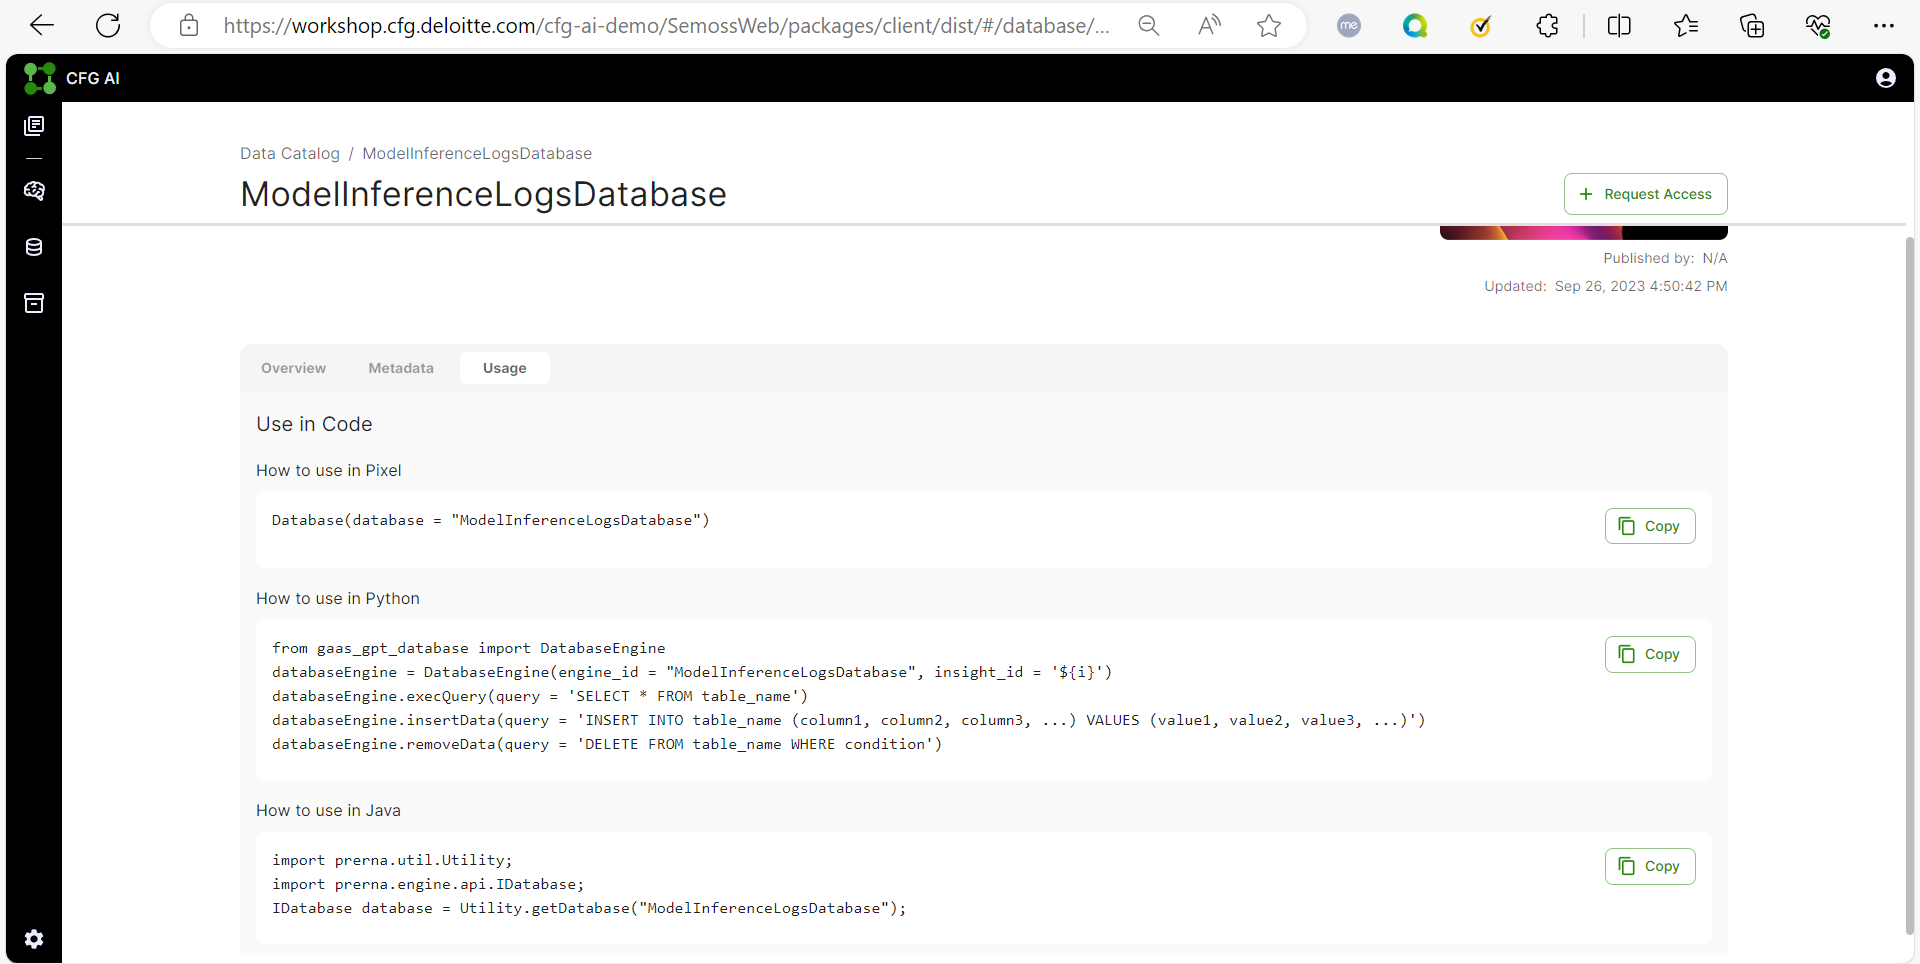 https://workshop.cfg.deloitte.com/cfg-ai-demo/SemossWeb/packages/client/dist/#/database/...
me
CFG AI
Data Catalog / ModelInferenceLogsDatabase
ModelInferenceLogsDatabase
Request Access
Published by: N/A
Updated: Sep 26, 2023 4:50:42 PM
Overview Metadata Usage
Use in Code
How to use in Pixel
Database(database = "ModelInferenceLogsDatabase")
Copy
How to use in Python
from gaas_gpt_database import DatabaseEngine
Copy
databaseEngine = DatabaseEngine(engine_id = "ModelInferenceLogsDatabase", insight_id = '${i}')
databaseEngine.execQuery(query = 'SELECT * FROM table_name')
databaseEngine.insertData(query = 'INSERT INTO table_name (column1, column2, column3, ...) VALUES (value1, value2, value3, ...)')
databaseEngine.removeData(query = 'DELETE FROM table_name WHERE condition')
How to use in Java
import prerna.util.Utility;
Copy
import prerna.engine.api.IDatabase;
IDatabase database = Utility.getDatabase("ModelInferenceLogsDatabase");